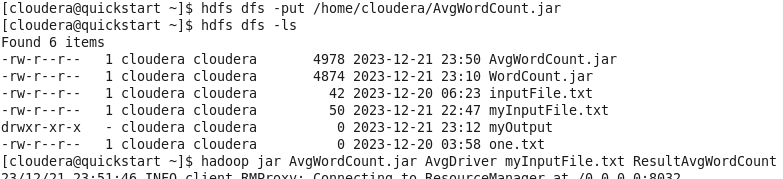 [cloudera@quickstart ~]$ hdfs dfs -put /home/cloudera/AvgWordCount.jar
[cloudera@quickstart ~]$ hdfs dfs -ls
Found 6 items
-rw-r--r--   1 cloudera cloudera       4978 2023-12-21 23:50 AvgWordCount.jar
-rw-r--r--   1 cloudera cloudera       4874 2023-12-21 23:10 WordCount.jar
-rw-r--r--   1 cloudera cloudera         42 2023-12-20 06:23 inputFile.txt
-rw-r--r--   1 cloudera cloudera         50 2023-12-21 22:47 myInputFile.txt
drwxr-xr-x   - cloudera cloudera          0 2023-12-21 23:12 myOutput
-rw-r--r--   1 cloudera cloudera          0 2023-12-20 03:58 one.txt
[cloudera@quickstart ~]$ hadoop jar AvgWordCount.jar AvgDriver myInputFile.txt ResultAvgWordCount
23/12/21 23:51:46 INFO client.RMProxy: Connecting to ResourceManager at /0.0.0.0:8032